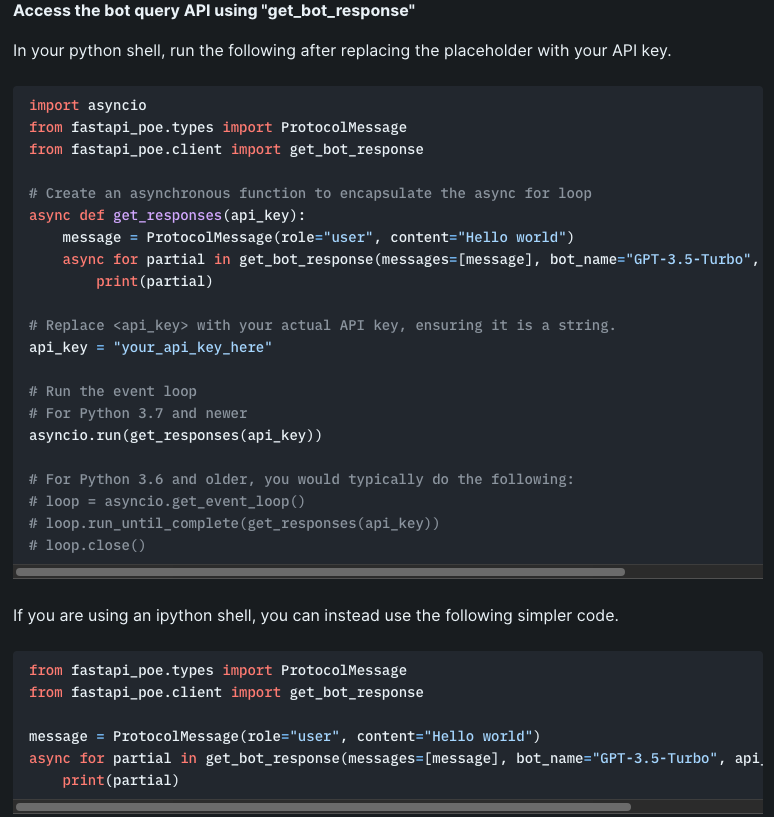 Access the bot query API using "get_bot_response"
In your python shell, run the following after replacing the placeholder with your API key.
import asyncio
from fastapi_poe.types import ProtocolMessage
from fastapi_poe.client import get_bot_response
# Create an asynchronous function to encapsulate the async for loop
async def get_responses(api_key):
    message = ProtocolMessage(role="user", content="Hello world")
    async for partial in get_bot_response(messages=[message], bot_name="GPT-3.5-Turbo",
        print(partial)
# Replace <api_key> with your actual API key, ensuring it is a string.
api_key = "your_api_key_here"
# Run the event loop
# For Python 3.7 and newer
asyncio.run(get_responses(api_key))
# For Python 3.6 and older, you would typically do the following:
# loop = asyncio.get_event_loop()
# loop.run_until_complete(get_responses(api_key))
# loop.close()
If you are using an ipython shell, you can instead use the following simpler code.
from fastapi_poe.types import ProtocolMessage
from fastapi_poe.client import get_bot_response
message = ProtocolMessage(role="user", content="Hello world")
async for partial in get_bot_response(messages=[message], bot_name="GPT-3.5-Turbo", api_
    print(partial)